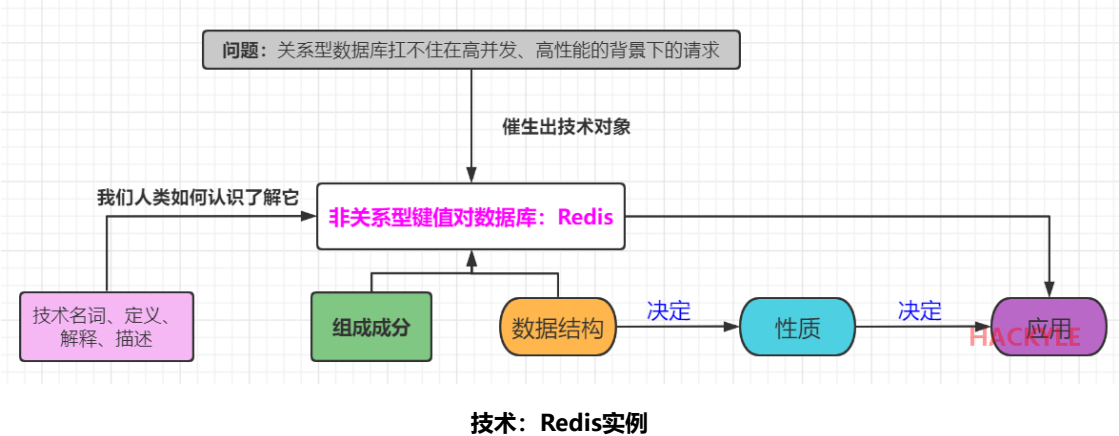 问题：关系型数据库扛不住在高并发、高性能的背景下的请求
催生出技术对象
我们人类如何认识了解它
非关系型键值对数据库：Redis
技术名词、定义、
解释、描述
组成成分
数据结构
决定
性质
决定
应用
HACKYLE
技术：Redis实例